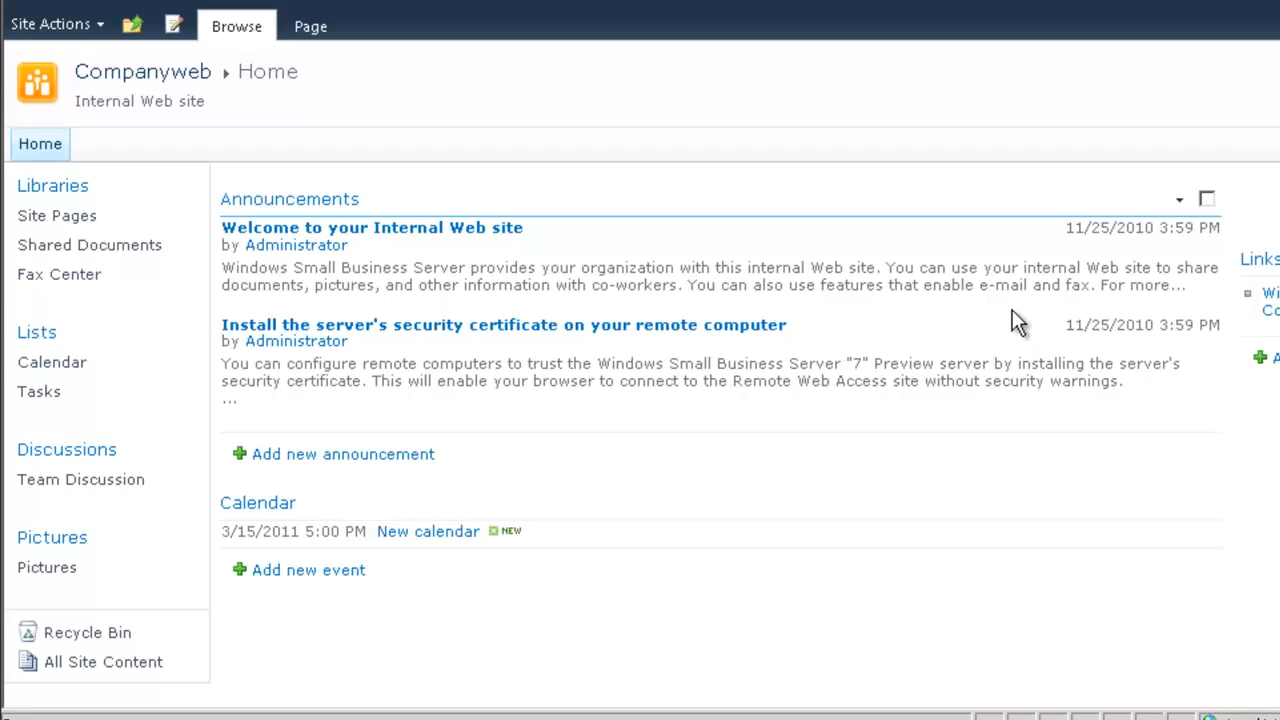 Site Actions
Browse
Page
Companyweb
Home
Internal Web site
Home
Libraries
Site Pages
Shared Documents
Fax Center
Lists
Calendar
Tasks
Discussions
Team Discussion
Pictures
Pictures
Recycle Bin
All Site Content
Announcements
Welcome to your Internal Web site 11/25/2010 3:59 PM
by Administrator
Windows Small Business Server provides your organization with this internal Web site. You can use your internal Web site to share
documents, pictures, and other information with co-workers. You can also use features that enable e-mail and fax. For more...
Install the server's security certificate on your remote computer 11/25/2010 3:59 PM
by Administrator
You can configure remote computers to trust the Windows Small Business Server "7" Preview server by installing the server's
security certificate. This will enable your browser to connect to the Remote Web Access site without security warnings.
...
Add new announcement
Calendar
3/15/2011 5:00 PM New calendar NEW
Add new event
Links